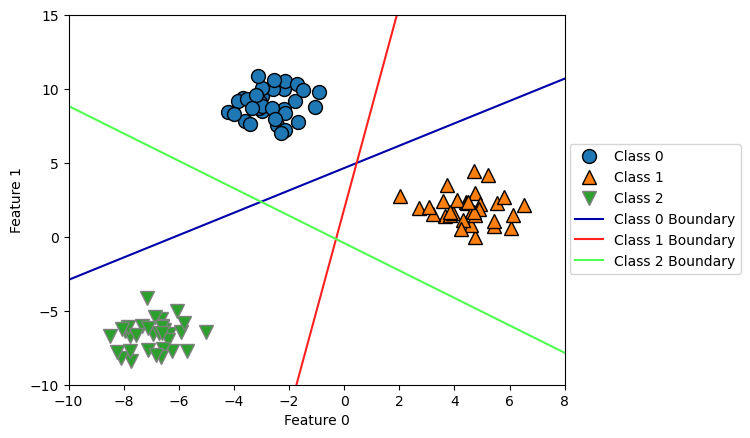 15
10
5
0
−5
−10
Feature 1
−10
−8
−6
−4
−2
0
2
4
6
8
Feature 0
Class 0
Class 1
Class 2
Class 0 Boundary
Class 1 Boundary
Class 2 Boundary